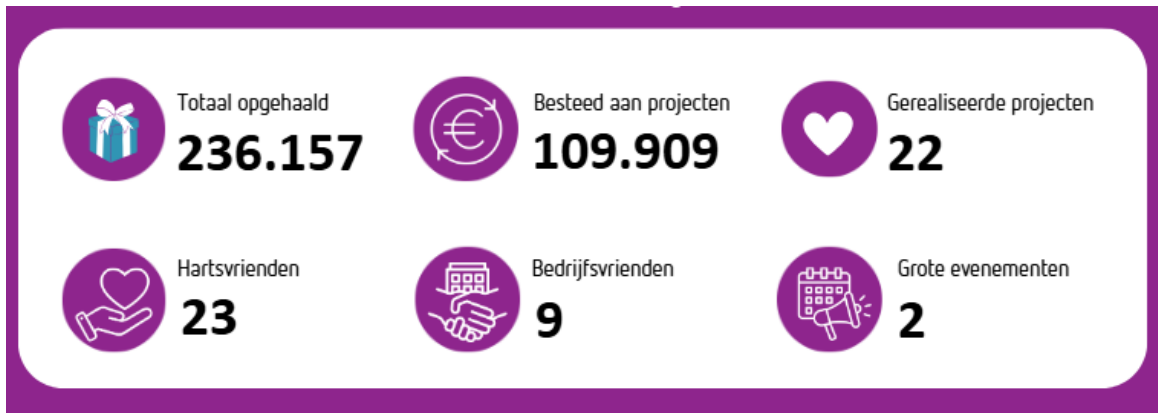 Totaal opgehaald
236.157
Besteed aan projecten
109.909
Gerealiseerde projecten
22
Hartsvrienden
23
Bedrijfsvrienden
9
Grote evenementen
2